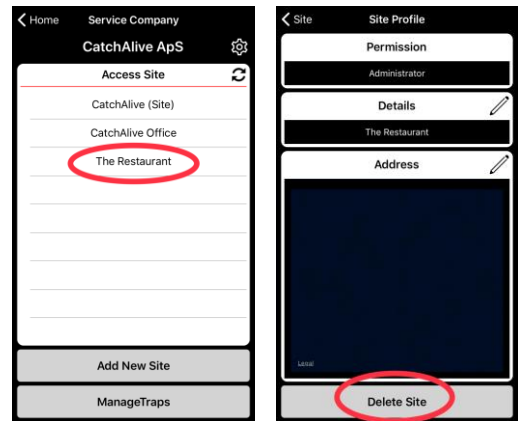 Home Service Company
CatchAlive ApS
Access Site
CatchAlive (Site)
CatchAlive Office
The Restaurant
Add New Site
ManageTraps
Site Site Profile
Permission
Administrator
Details
The Restaurant
Address
Legal
Delete Site